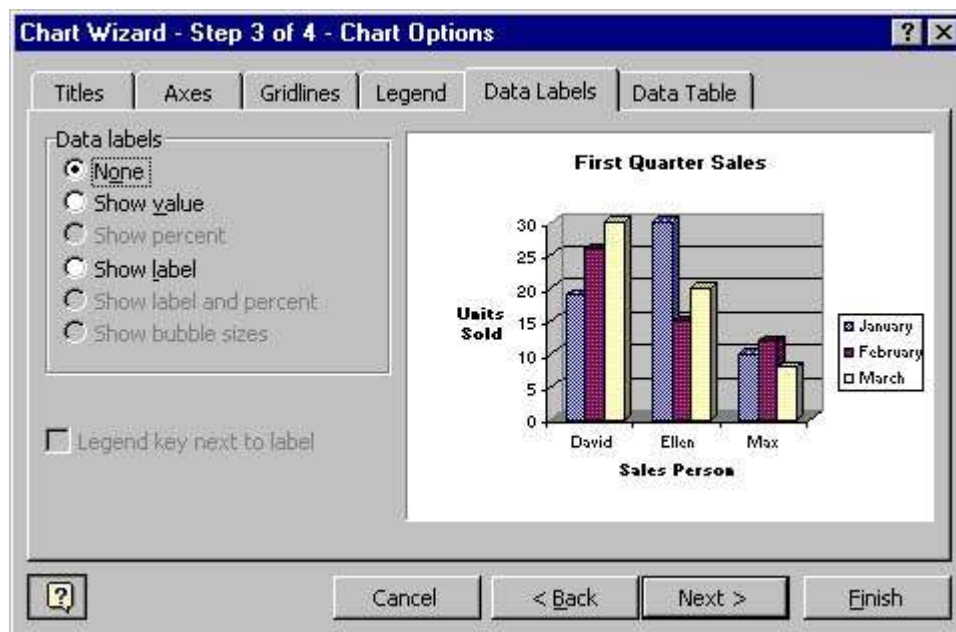 Chart Wizard - Step 3 of 4 - Chart Options
Titles Axes Gridlines Legend Data Labels Data Table
Data labels
None
Show value
Show percent
Show label
Show label and percent
Show bubble sizes
Legend key next to label
First Quarter Sales
30
25
20
15
10
5
0
Units
Sold
David Ellen Max
Sales Person
January
February
March
Cancel < Back Next > Finish